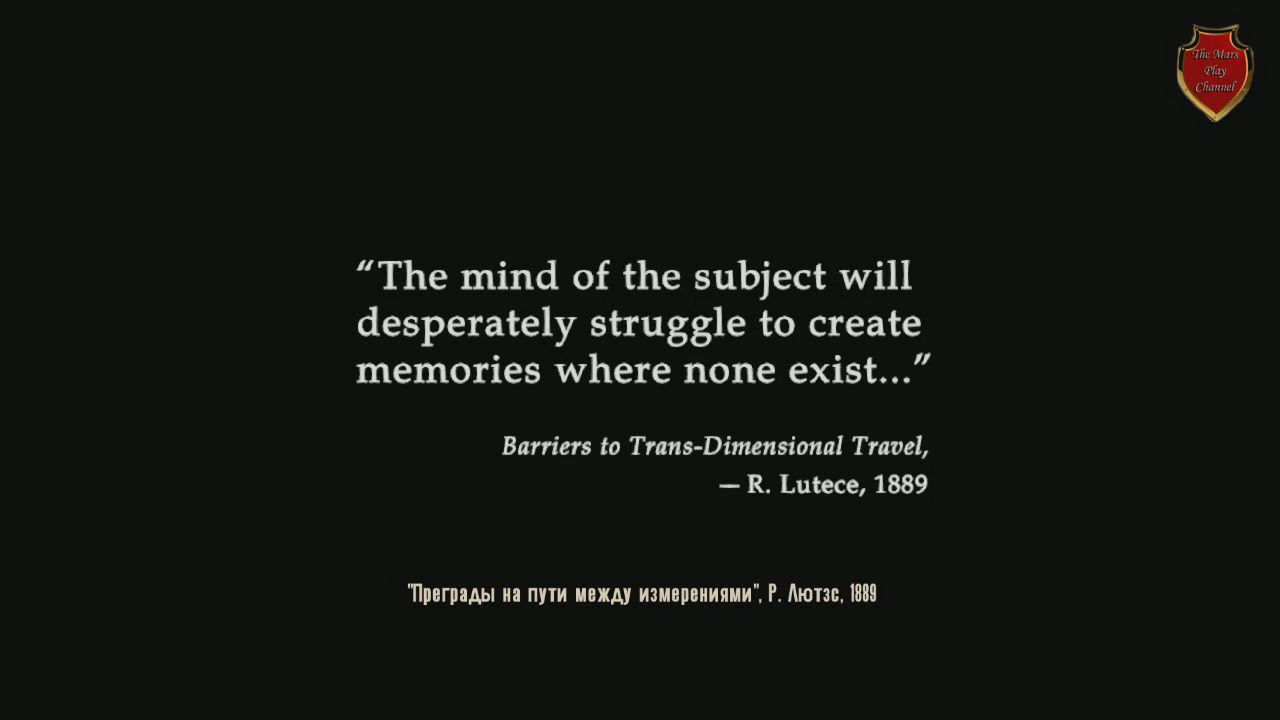 The Mars
Play
Channel
“The mind of the subject will
desperately struggle to create
memories where none exist...”
Barriers to Trans-Dimensional Travel,
— R. Lutece, 1889
"Преграды на пути между измерениями", Р. Лютэс, 1889